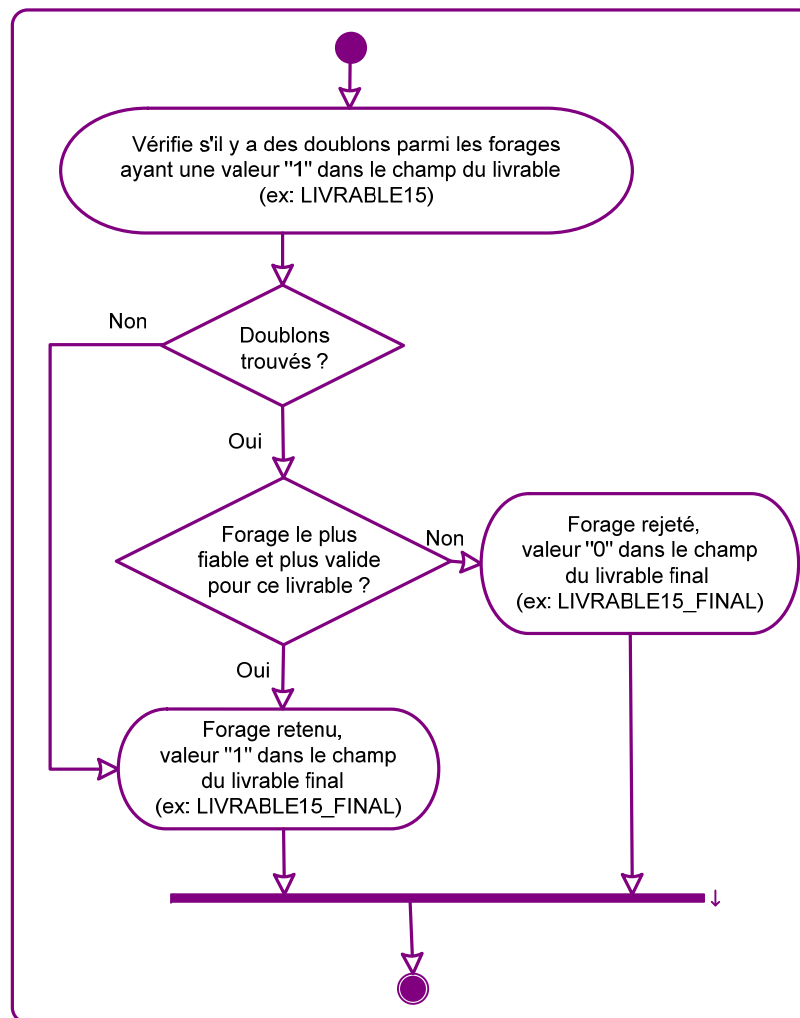 Vérifie s'il y a des doublons parmi les forages
ayant une valeur "1" dans le champ du livrable
(ex: LIVRABLE15)
Non
Doublons
trouvés ?
Oui
Forage le plus
fiable et plus valide
pour ce livrable ?
Non
Forage rejeté,
valeur "0" dans le champ
du livrable final
(ex: LIVRABLE15_FINAL)
Oui
Forage retenu,
valeur "1" dans le champ
du livrable final
(ex: LIVRABLE15_FINAL)